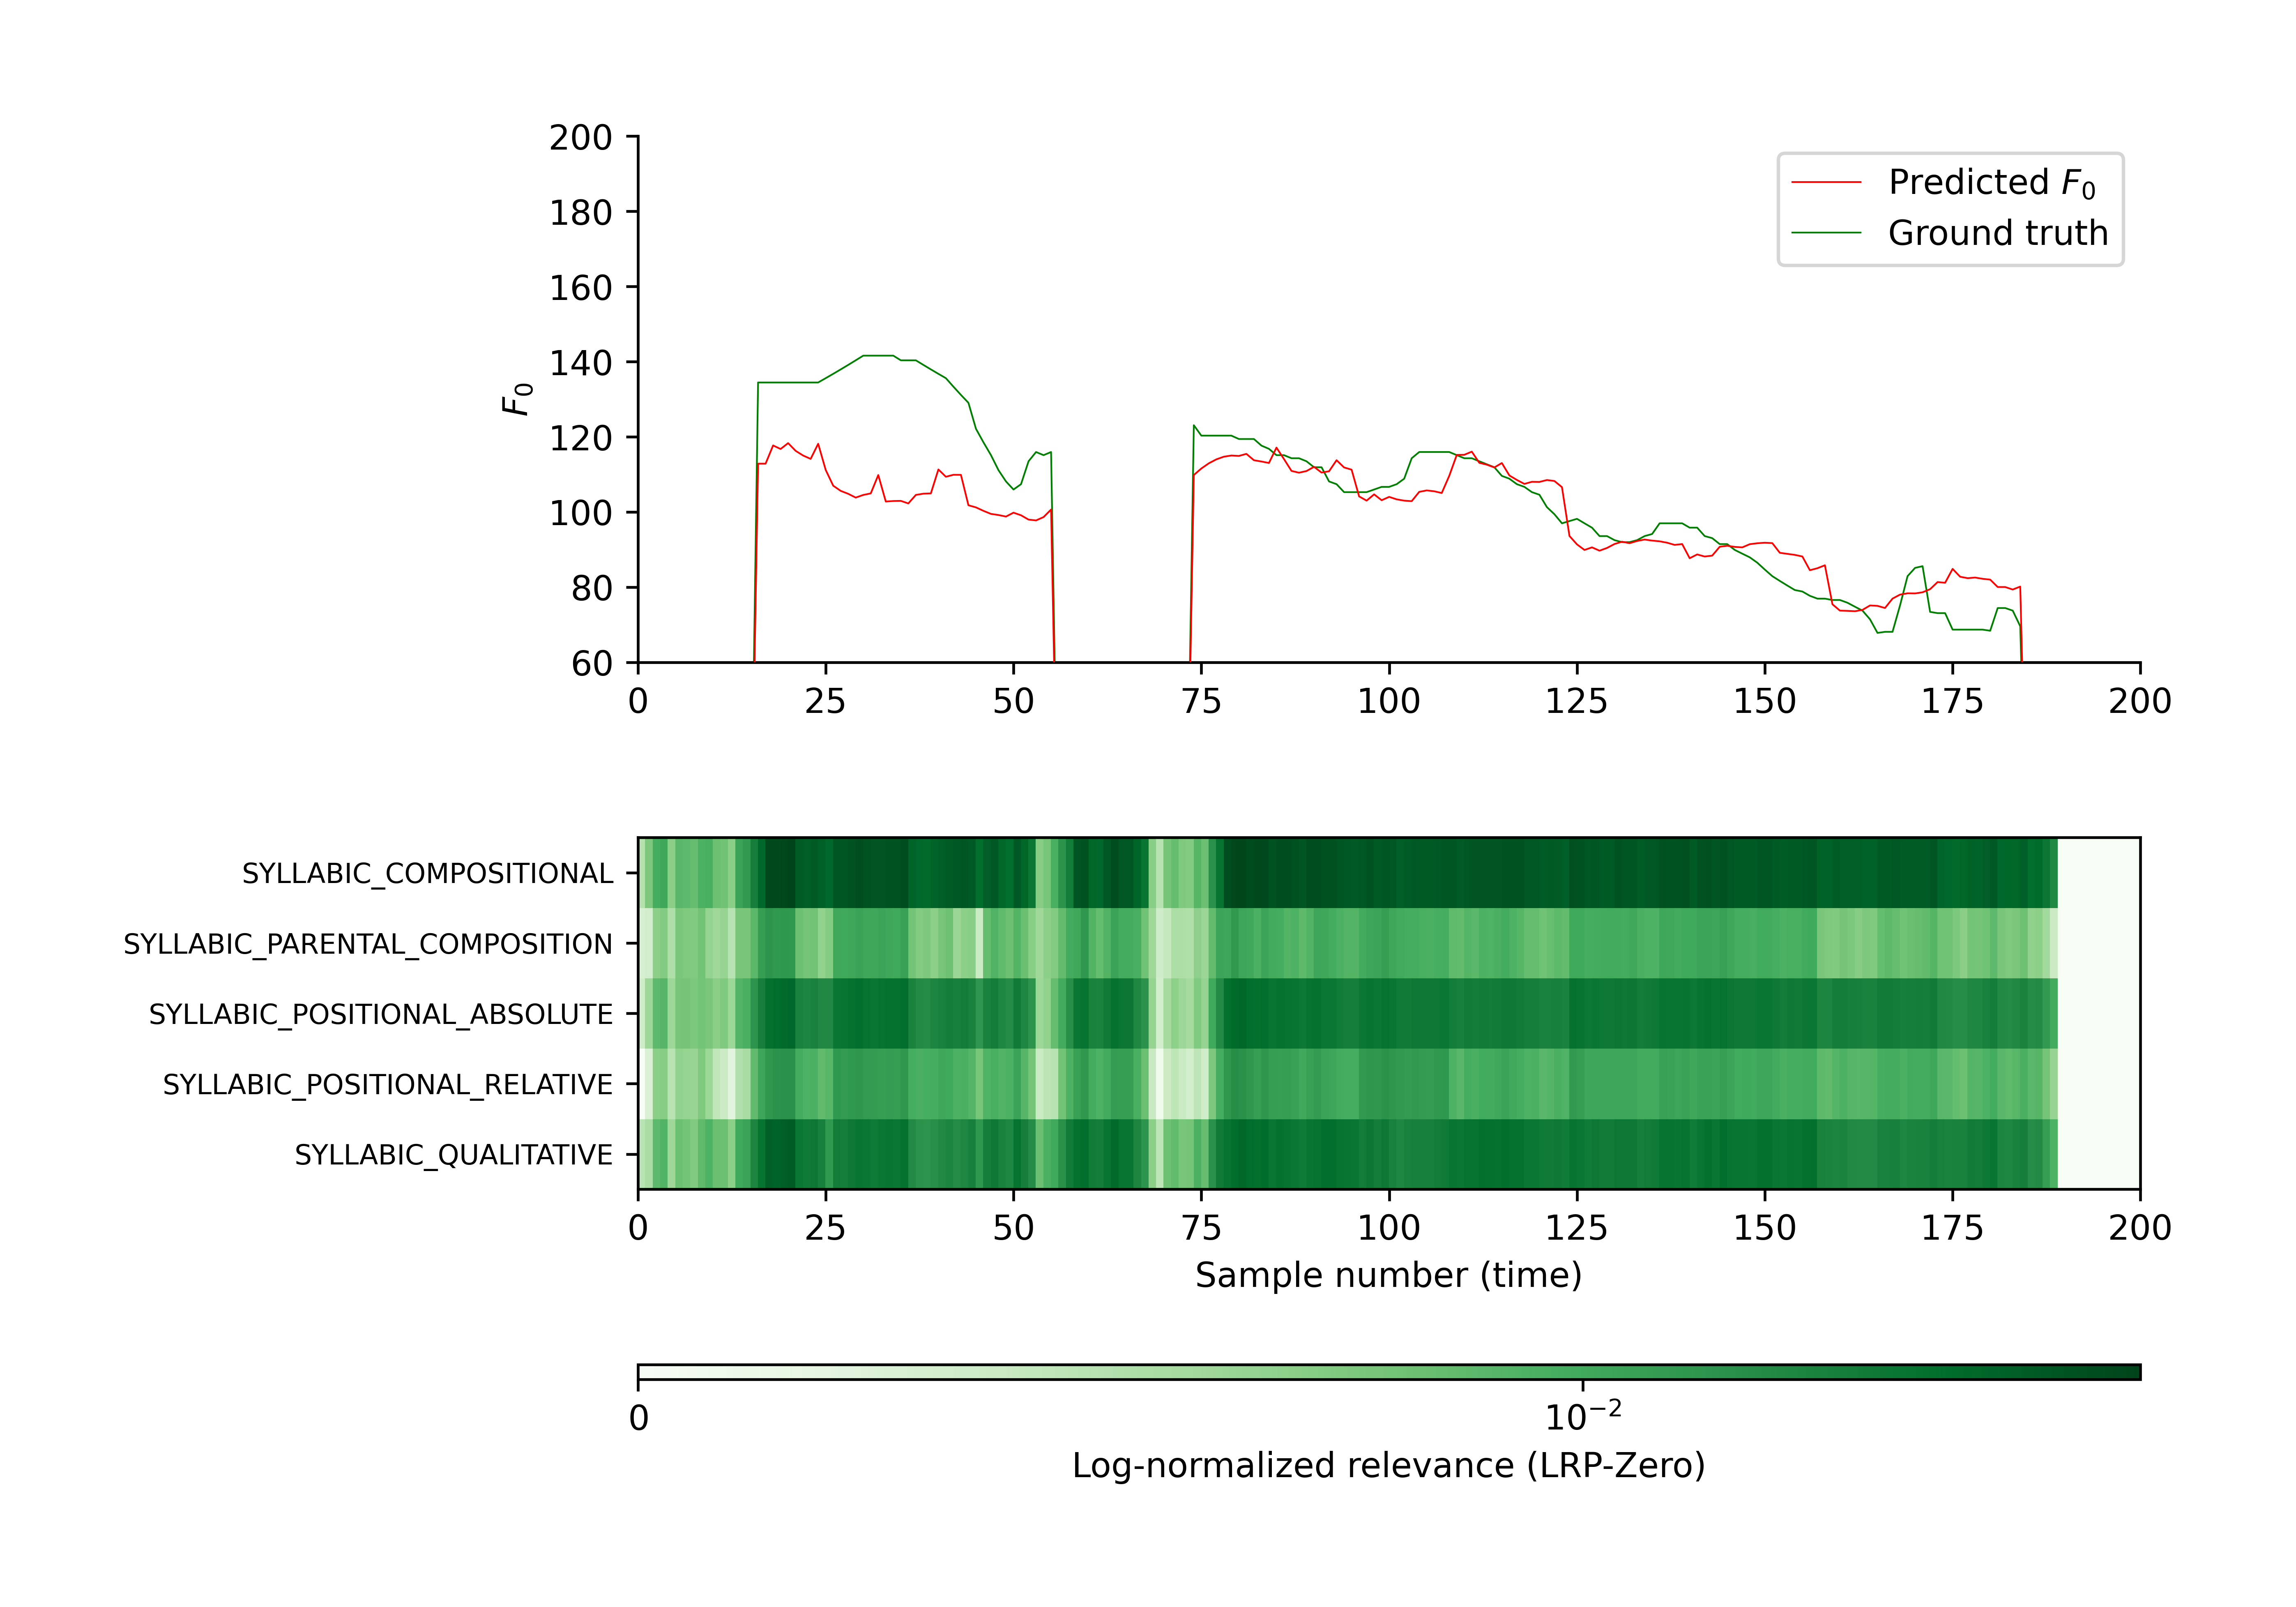 200
180
160
140
120
100
80
60
F₀
Predicted F₀
Ground truth
0 25 50 75 100 125 150 175 200
SYLLABIC_COMPOSITIONAL
SYLLABIC_PARENTAL_COMPOSITION
SYLLABIC_POSITIONAL_ABSOLUTE
SYLLABIC_POSITIONAL_RELATIVE
SYLLABIC_QUALITATIVE
0 25 50 75 100 125 150 175 200
Sample number (time)
0 10⁻²
Log-normalized relevance (LRP-Zero)